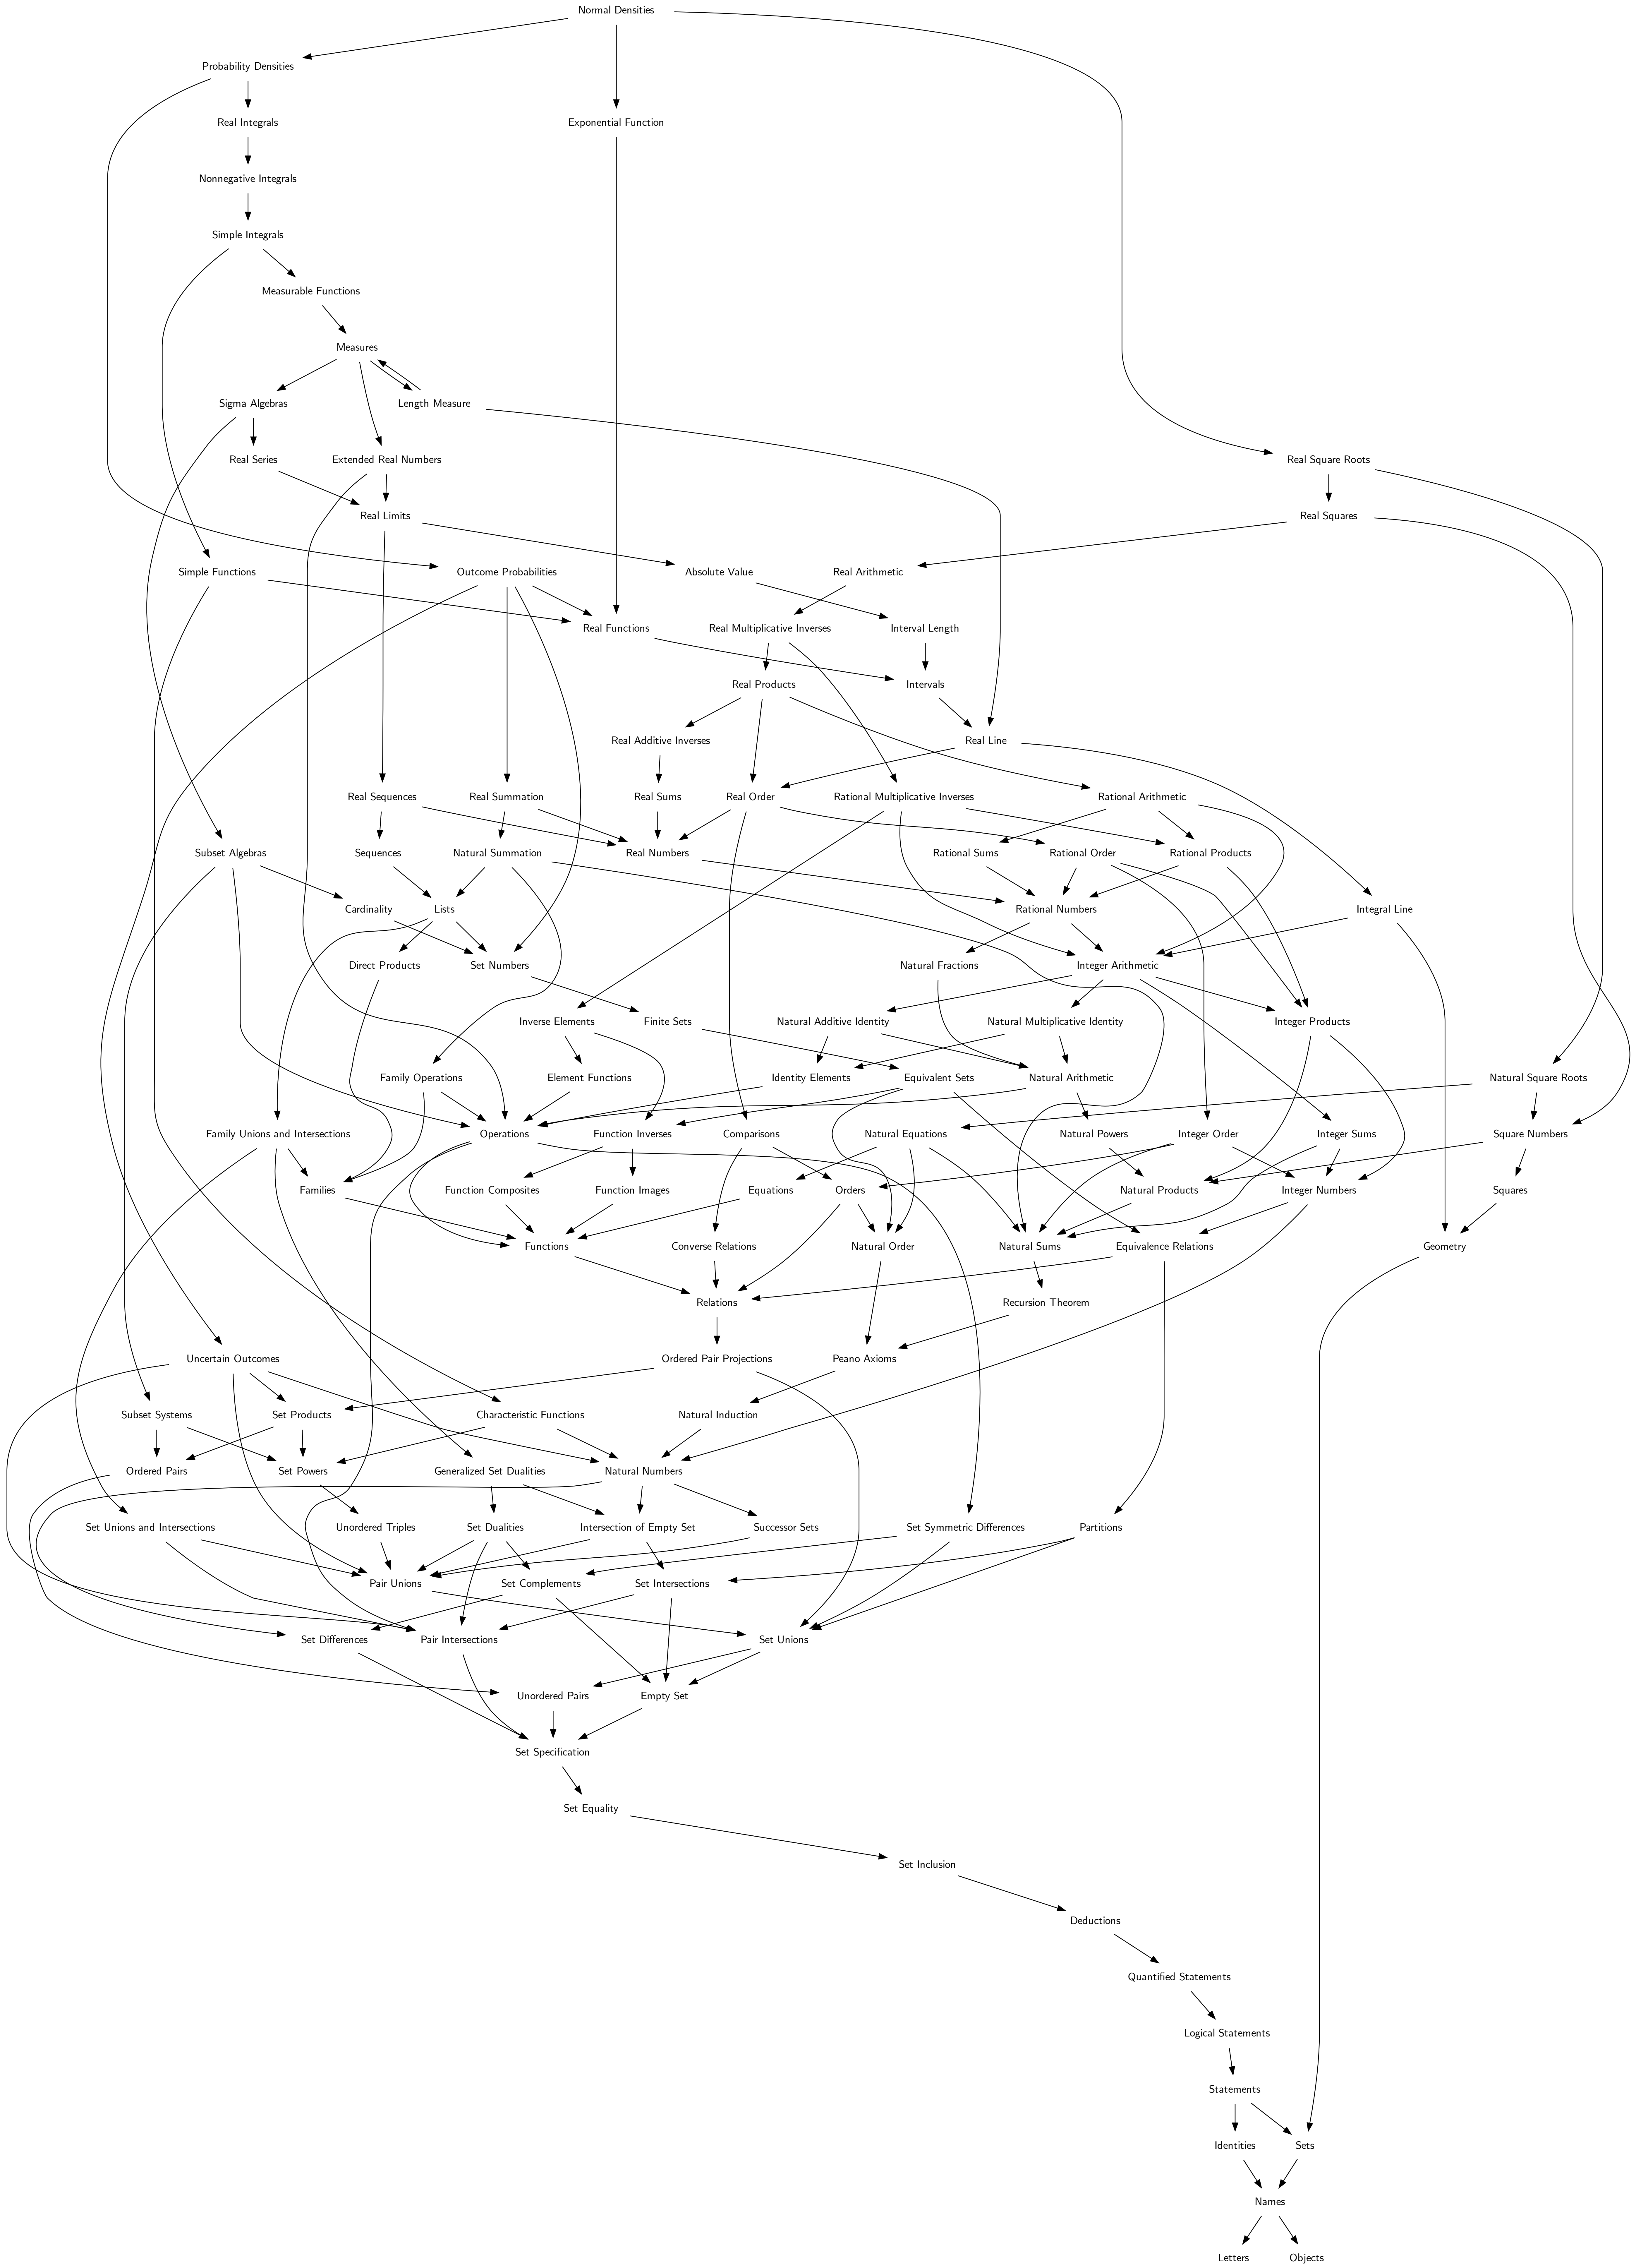 Normal Densities
Probability Densities
Real Integrals
Exponential Function
Nonnegative Integrals
Simple Integrals
Measurable Functions
Measures
Sigma Algebras
Length Measure
Real Series
Extended Real Numbers
Real Square Roots
Real Limits
Real Squares
Simple Functions
Outcome Probabilities
Absolute Value
Real Arithmetic
Real Functions
Real Multiplicative Inverses
Interval Length
Real Products
Intervals
Real Additive Inverses
Real Line
Real Sequences
Real Summation
Real Sums
Real Order
Rational Multiplicative Inverses
Rational Arithmetic
Subset Algebras
Sequences
Natural Summation
Real Numbers
Rational Sums
Rational Order
Rational Products
Cardinality
Lists
Rational Numbers
Integral Line
Direct Products
Set Numbers
Natural Fractions
Integer Arithmetic
Inverse Elements
Finite Sets
Natural Additive Identity
Natural Multiplicative Identity
Integer Products
Family Operations
Element Functions
Identity Elements
Equivalent Sets
Natural Arithmetic
Natural Square Roots
Family Unions and Intersections
Operations
Function Inverses
Comparisons
Natural Equations
Natural Powers
Integer Order
Integer Sums
Square Numbers
Families
Function Composites
Function Images
Equations
Orders
Natural Products
Integer Numbers
Squares
Functions
Converse Relations
Natural Order
Natural Sums
Equivalence Relations
Geometry
Relations
Recursion Theorem
Uncertain Outcomes
Ordered Pair Projections
Peano Axioms
Subset Systems
Set Products
Characteristic Functions
Natural Induction
Ordered Pairs
Set Powers
Generalized Set Dualities
Natural Numbers
Set Unions and Intersections
Unordered Triples
Set Dualities
Intersection of Empty Set
Successor Sets
Set Symmetric Differences
Partitions
Pair Unions
Set Complements
Set Intersections
Set Differences
Pair Intersections
Set Unions
Unordered Pairs
Empty Set
Set Specification
Set Equality
Set Inclusion
Deductions
Quantified Statements
Logical Statements
Statements
Identities
Sets
Names
Letters
Objects